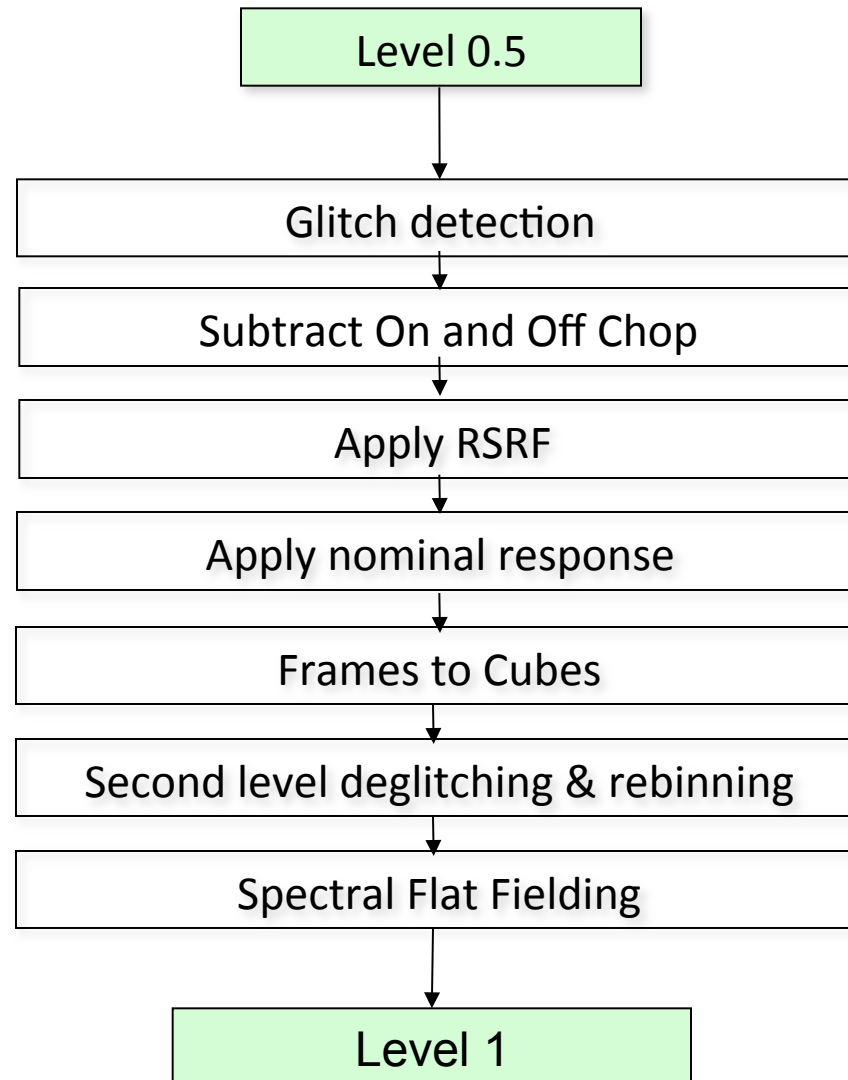 Level 0.5
Glitch detection
Subtract On and Off Chop
Apply RSRF
Apply nominal response
Frames to Cubes
Second level deglitching & rebinning
Spectral Flat Fielding
Level 1